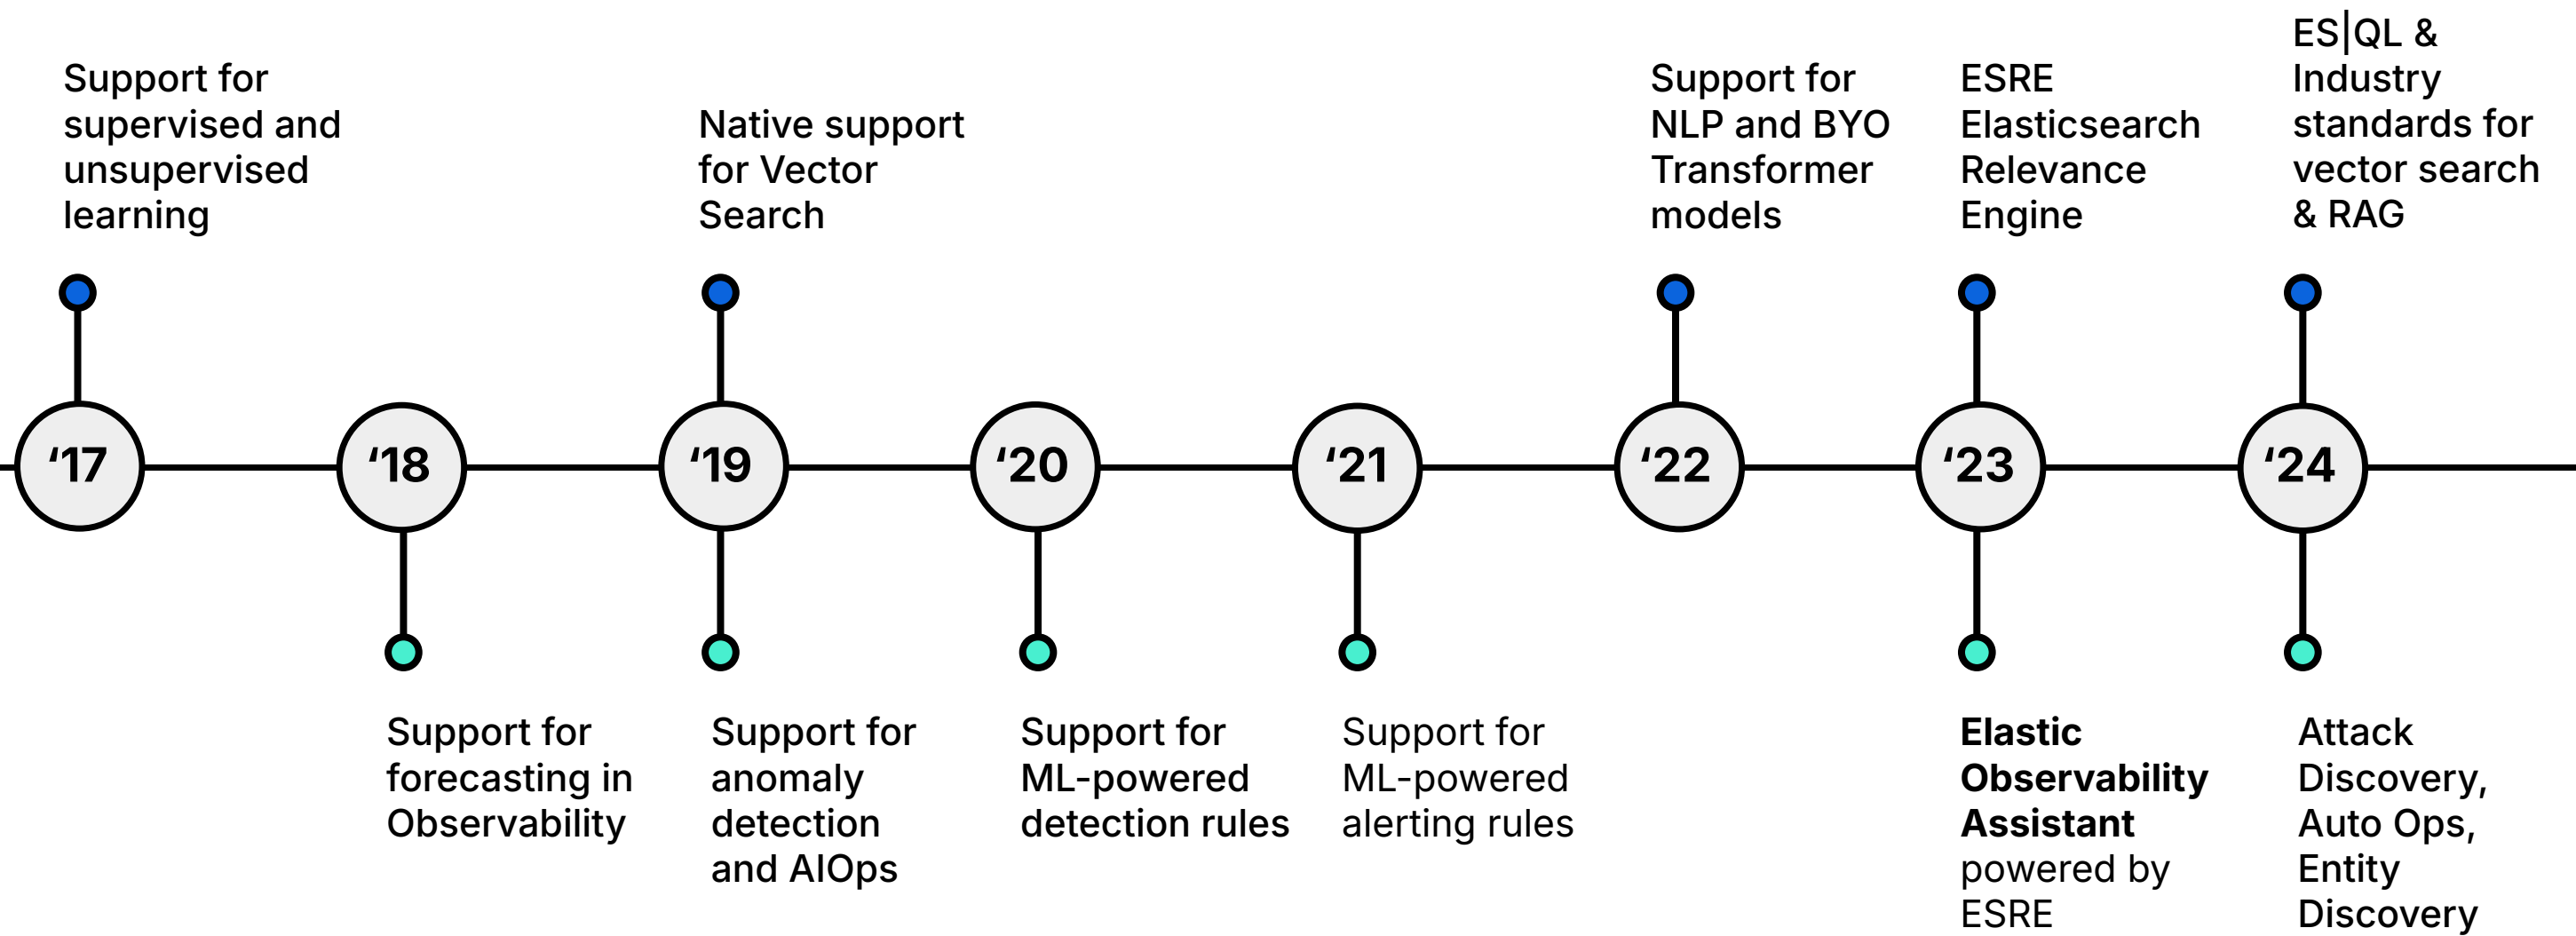 Support for
supervised and
unsupervised
learning
Native support
for Vector
Search
Support for
NLP and BYO
Transformer
models
ESRE
Elasticsearch
Relevance
Engine
ES|QL &
Industry
standards for
vector search
& RAG
‘17
‘18
‘19
‘20
‘21
‘22
‘23
‘24
Support for
forecasting in
Observability
Support for
anomaly
detection
and AIOps
Support for
ML-powered
detection rules
Support for
ML-powered
alerting rules
Elastic
Observability
Assistant
powered by
ESRE
Attack
Discovery,
Auto Ops,
Entity
Discovery